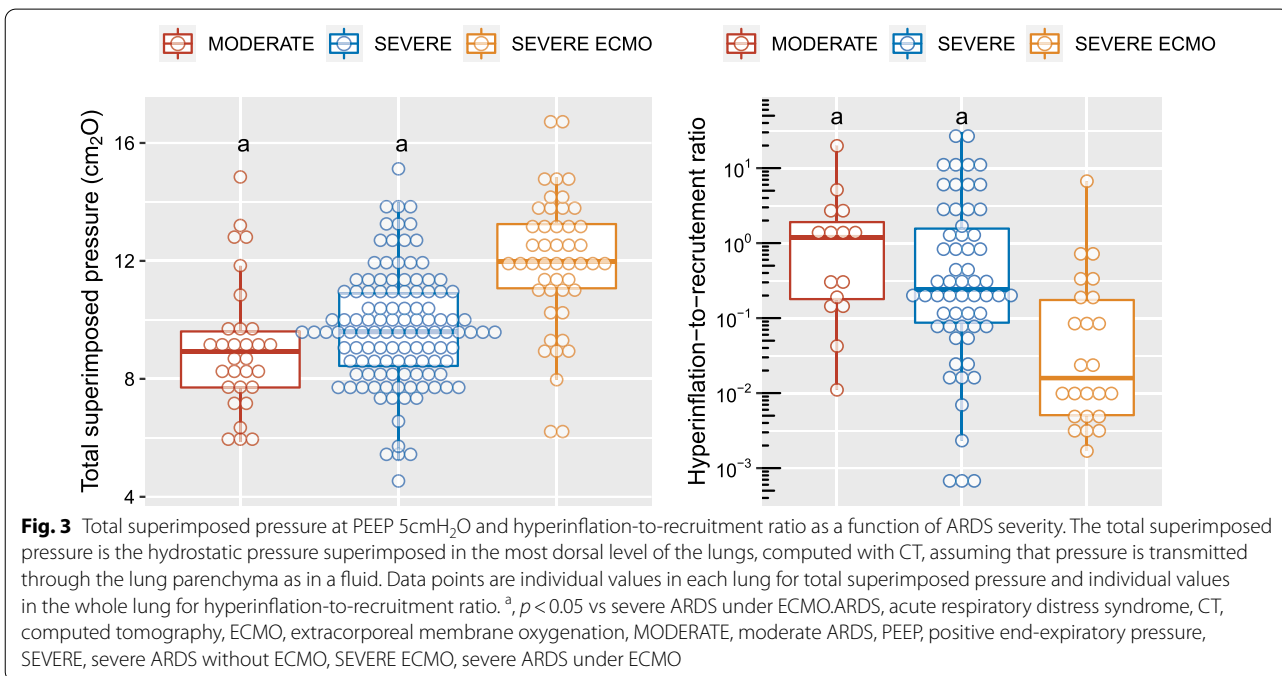 MODERATE SEVERE SEVERE ECMO
Total superimposed pressure (cm2O)
16
12
8
4
a a
MODERATE SEVERE SEVERE ECMO
Hyperinflation−to−recrutement ratio
10^1
10^0
10^−1
10^−2
10^−3
a a
Fig. 3 Total superimposed pressure at PEEP 5cmH2O and hyperinflation-to-recruitment ratio as a function of ARDS severity. The total superimposed
pressure is the hydrostatic pressure superimposed in the most dorsal level of the lungs, computed with CT, assuming that pressure is transmitted
through the lung parenchyma as in a fluid. Data points are individual values in each lung for total superimposed pressure and individual values
in the whole lung for hyperinflation-to-recruitment ratio. a, p < 0.05 vs severe ARDS under ECMO.ARDS, acute respiratory distress syndrome, CT,
computed tomography, ECMO, extracorporeal membrane oxygenation, MODERATE, moderate ARDS, PEEP, positive end-expiratory pressure,
SEVERE, severe ARDS without ECMO, SEVERE ECMO, severe ARDS under ECMO